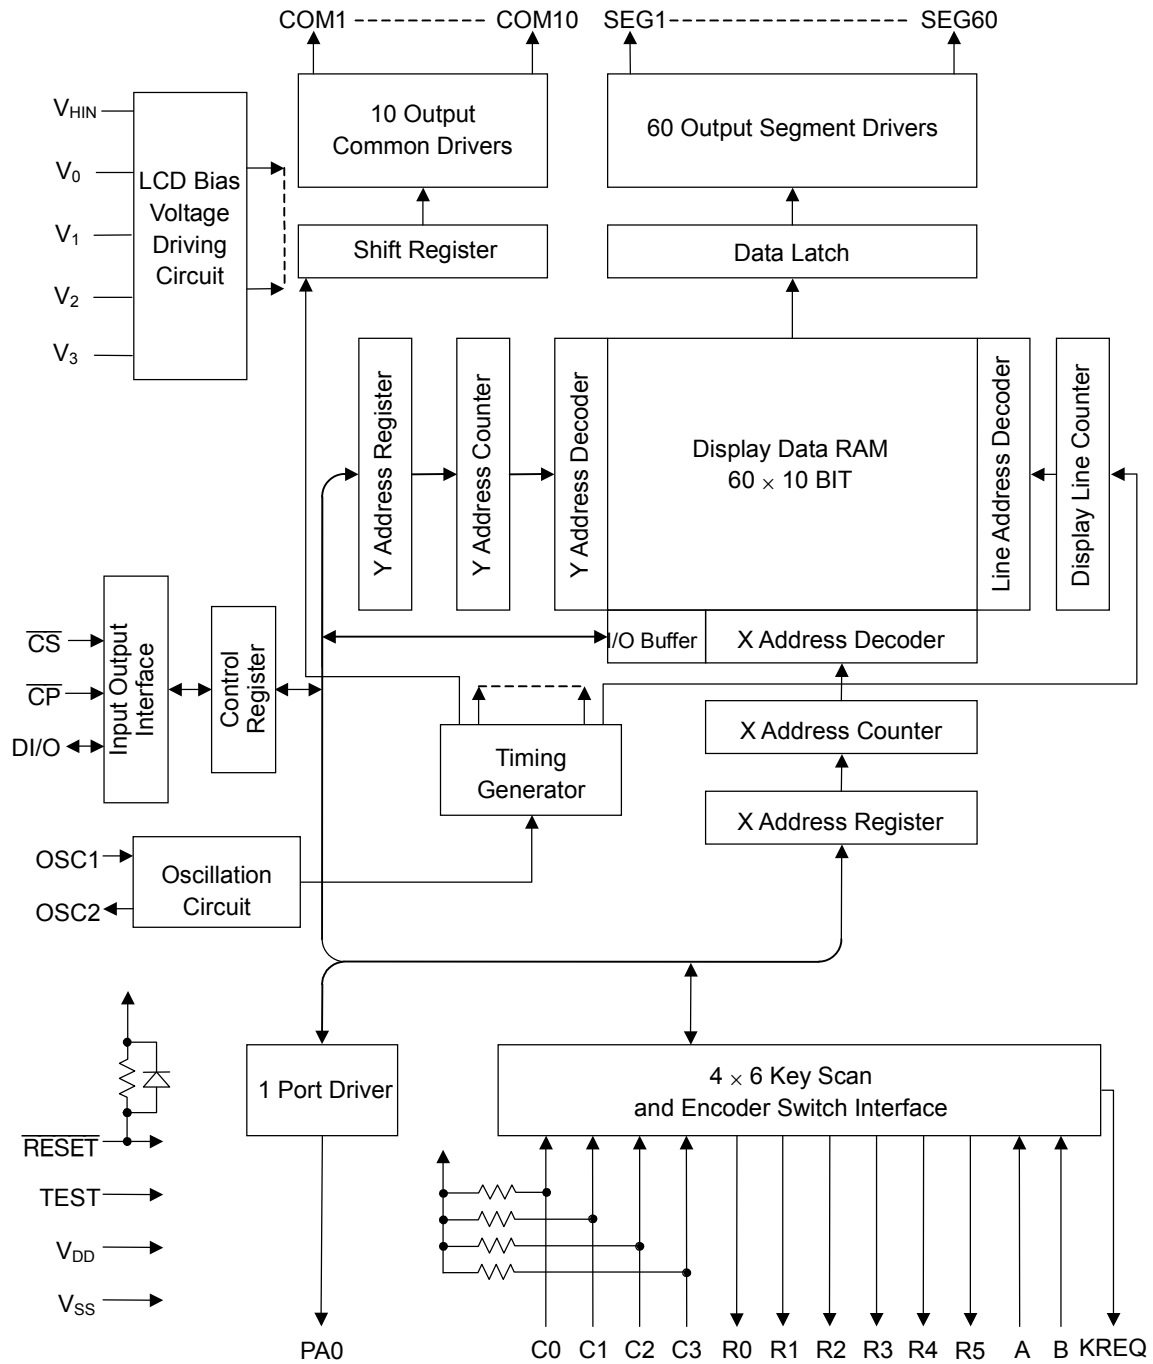 COM1
COM10
SEG1
SEG60
10 Output
Common Drivers
60 Output Segment Drivers
VHIN
V0
V1
V2
V3
LCD Bias
Voltage
Driving
Circuit
Shift Register
Data Latch
Y Address Register
Y Address Counter
Y Address Decoder
Display Data RAM
60 × 10 BIT
Line Address Decoder
Display Line Counter
I/O Buffer
X Address Decoder
CS
CP
DI/O
Input Output
Interface
Control
Register
Timing
Generator
X Address Counter
X Address Register
OSC1
OSC2
Oscillation
Circuit
1 Port Driver
4 × 6 Key Scan
and Encoder Switch Interface
RESET
TEST
VDD
VSS
PA0
C0
C1
C2
C3
R0
R1
R2
R3
R4
R5
A
B
KREQ